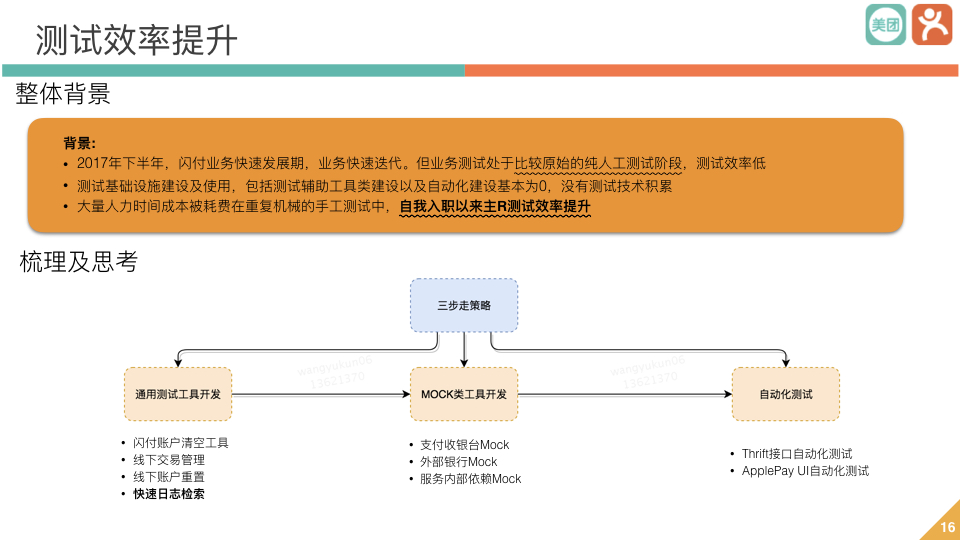 测试效率提升
美团
整体背景
背景:
• 2017年下半年，闪付业务快速发展期，业务快速迭代。但业务测试处于比较原始的纯人工测试阶段，测试效率低
• 测试基础设施建设及使用，包括测试辅助工具类建设以及自动化建设基本为0，没有测试技术积累
• 大量人力时间成本被耗费在重复机械的手工测试中，自我入职以来主R测试效率提升
梳理及思考
三步走策略
wangyukun06
13621370
wangyukun06
13621370
通用测试工具开发
MOCK类工具开发
自动化测试
• 闪付账户清空工具
• 线下交易管理
• 线下账户重置
• 快速日志检索
• 支付收银台Mock
• 外部银行Mock
• 服务内部依赖Mock
• Thrift接口自动化测试
• ApplePay UI自动化测试
16